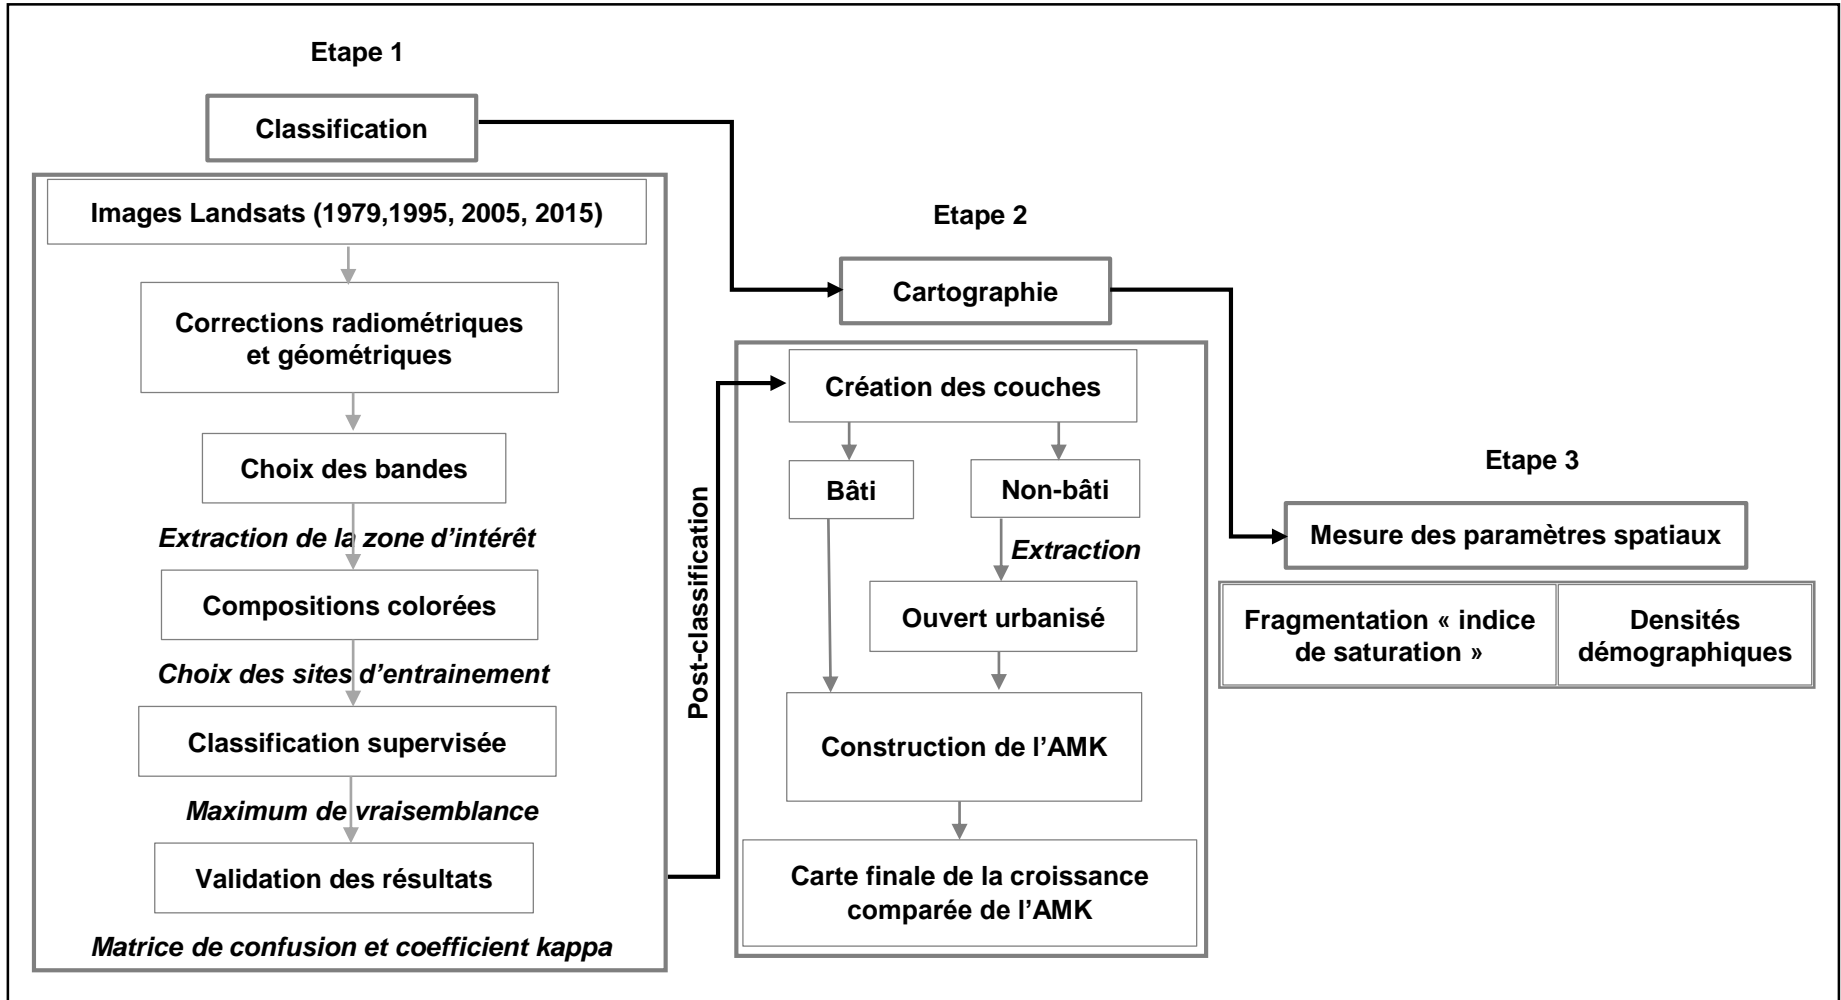 Etape 1
Classification
Images Landsats (1979,1995, 2005, 2015)
Corrections radiométriques
et géométriques
Choix des bandes
Extraction de la zone d'intérêt
Compositions colorées
Choix des sites d'entrainement
Classification supervisée
Maximum de vraisemblance
Validation des résultats
Matrice de confusion et coefficient kappa
Post-classification
Etape 2
Cartographie
Création des couches
Bâti
Non-bâti
Extraction
Ouvert urbanisé
Construction de l'AMK
Carte finale de la croissance
comparée de l'AMK
Etape 3
Mesure des paramètres spatiaux
Fragmentation « indice
de saturation »
Densités
démographiques